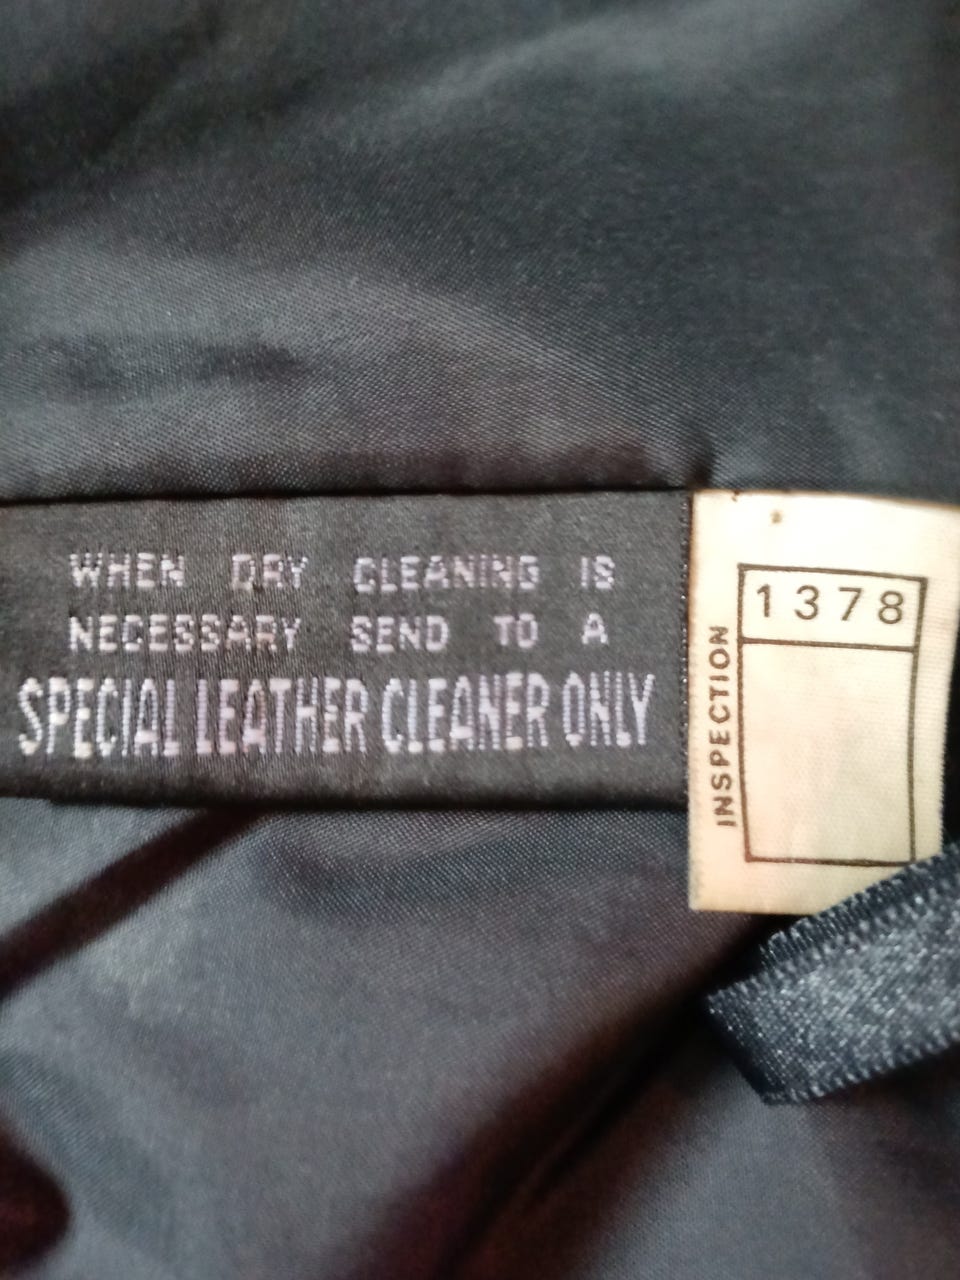 WHEN DRY CLEANING IS
NECESSARY SEND TO A
SPECIAL LEATHER CLEANER ONLY
1378
INSPECTION